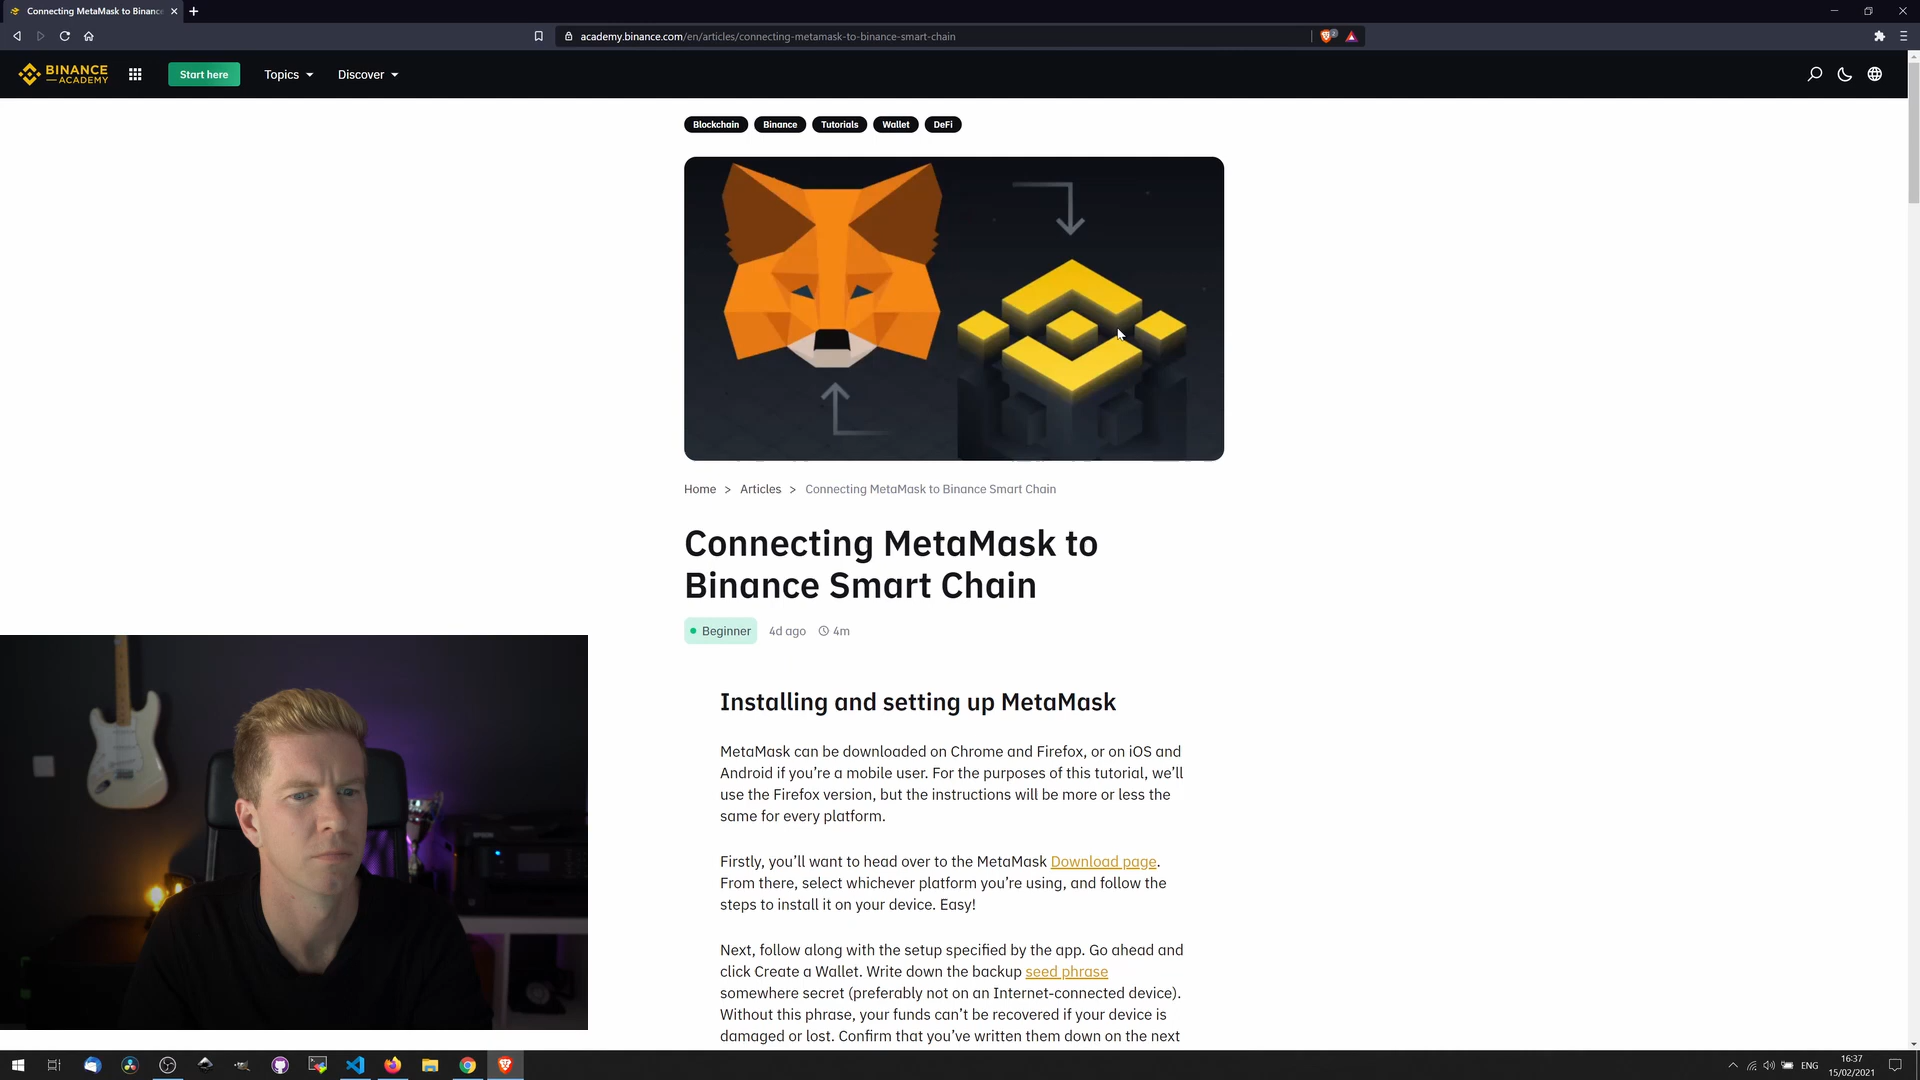 Connecting MetaMask to Binance
academy.binance.com/en/articles/connecting-metamask-to-binance-smart-chain
2
BINANCE
ACADEMY
Start here
Topics
Discover
Blockchain
Binance
Tutorials
Wallet
DeFi
Home > Articles > Connecting MetaMask to Binance Smart Chain
Connecting MetaMask to
Binance Smart Chain
Beginner
4d ago
4m
Installing and setting up MetaMask
MetaMask can be downloaded on Chrome and Firefox, or on iOS and
Android if you’re a mobile user. For the purposes of this tutorial, we’ll
use the Firefox version, but the instructions will be more or less the
same for every platform.
Firstly, you’ll want to head over to the MetaMask Download page.
From there, select whichever platform you’re using, and follow the
steps to install it on your device. Easy!
Next, follow along with the setup specified by the app. Go ahead and
click Create a Wallet. Write down the backup seed phrase
somewhere secret (preferably not on an Internet-connected device).
Without this phrase, your funds can’t be recovered if your device is
damaged or lost. Confirm that you’ve written them down on the next
EPSON
ENG
16:37
15/02/2021